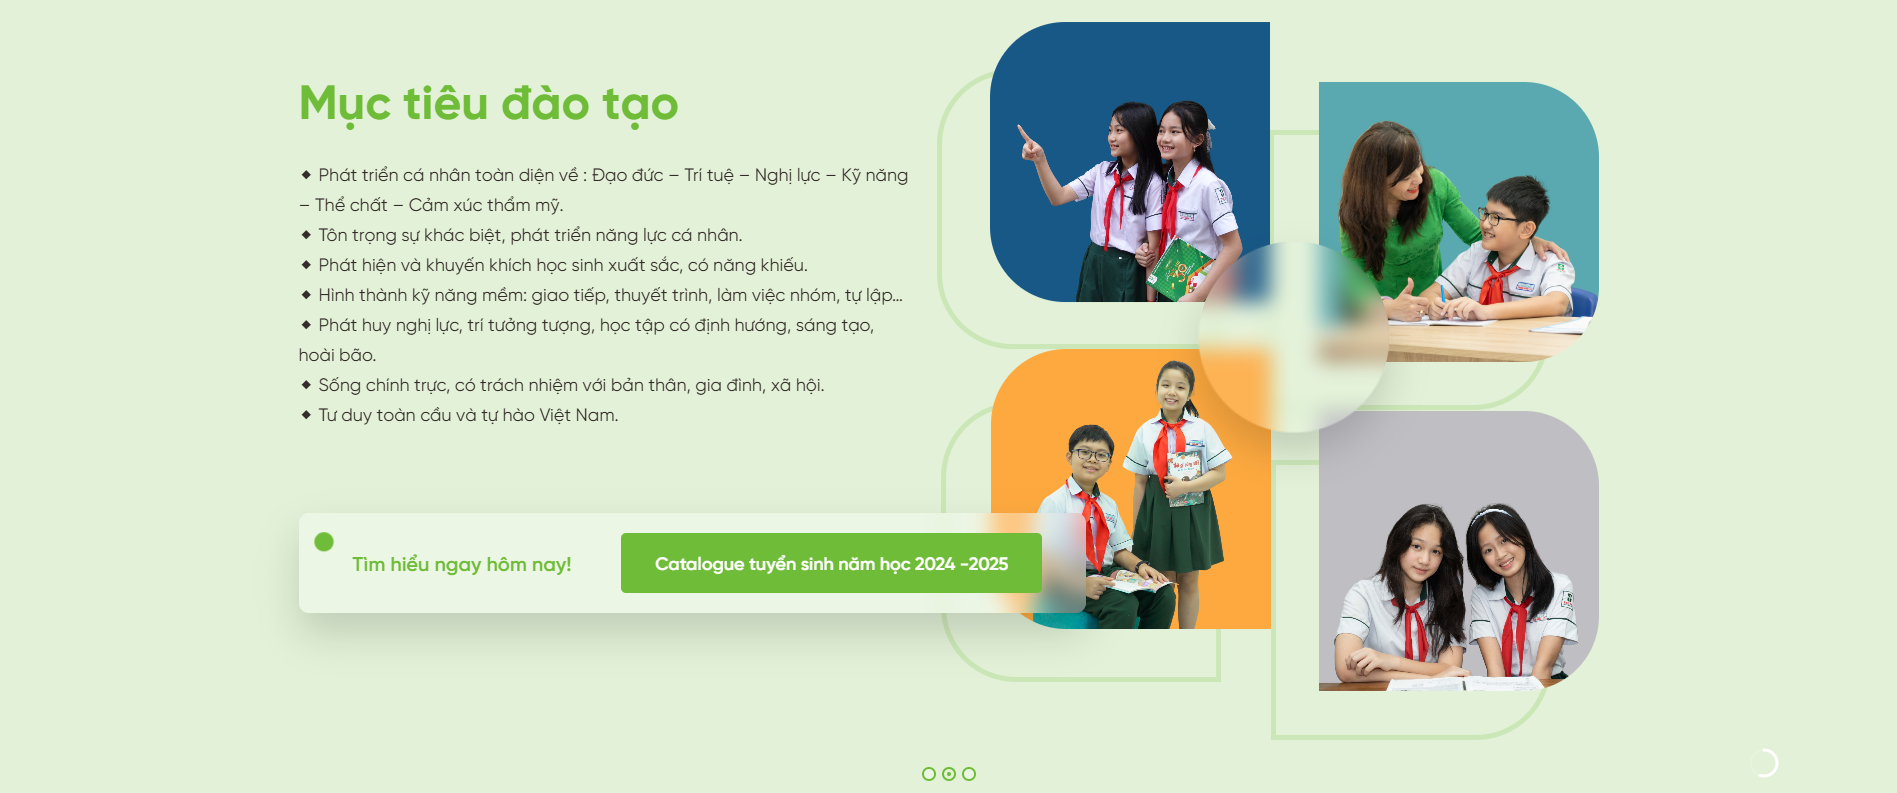 Mục tiêu đào tạo
◆ Phát triển cá nhân toàn diện về : Đạo đức – Trí tuệ – Nghị lực – Kỹ năng
– Thể chất – Cảm xúc thẩm mỹ.
◆ Tôn trọng sự khác biệt, phát triển năng lực cá nhân.
◆ Phát hiện và khuyến khích học sinh xuất sắc, có năng khiếu.
◆ Hình thành kỹ năng mềm: giao tiếp, thuyết trình, làm việc nhóm, tự lập...
◆ Phát huy nghị lực, trí tưởng tượng, học tập có định hướng, sáng tạo,
hoài bão.
◆ Sống chính trực, có trách nhiệm với bản thân, gia đình, xã hội.
◆ Tư duy toàn cầu và tự hào Việt Nam.
Tìm hiểu ngay hôm nay!
Catalogue tuyển sinh năm học 2024 -2025